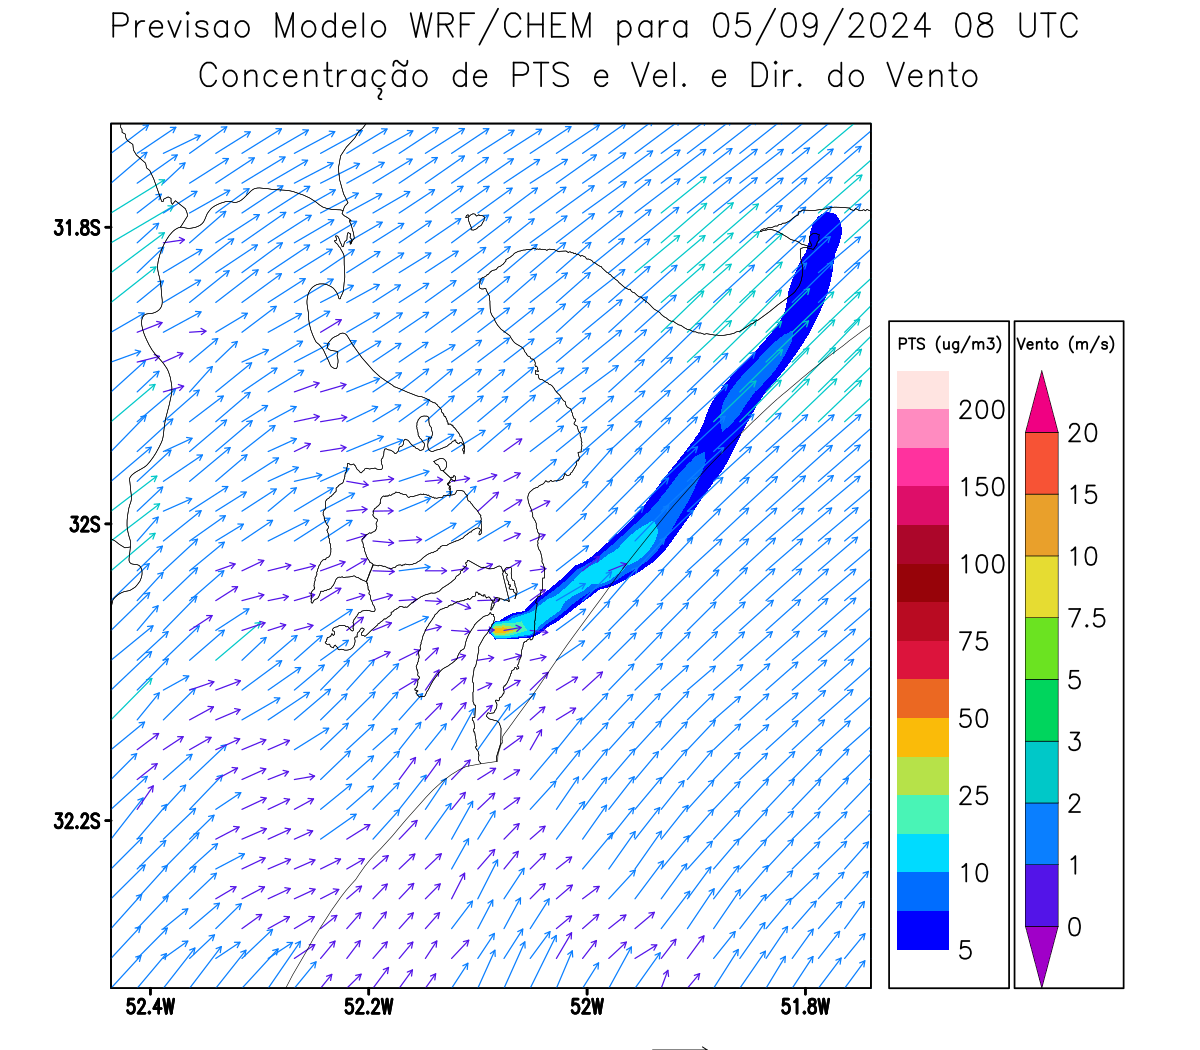 Previsao Modelo WRF/CHEM para 05/09/2024 08 UTC
Concentração de PTS e Vel. e Dir. do Vento
31.8S
32S
32.2S
52.4W
52.2W
52W
51.8W
PTS (ug/m3)
200
150
100
75
50
25
10
5
Vento (m/s)
20
15
10
7.5
5
3
2
1
0